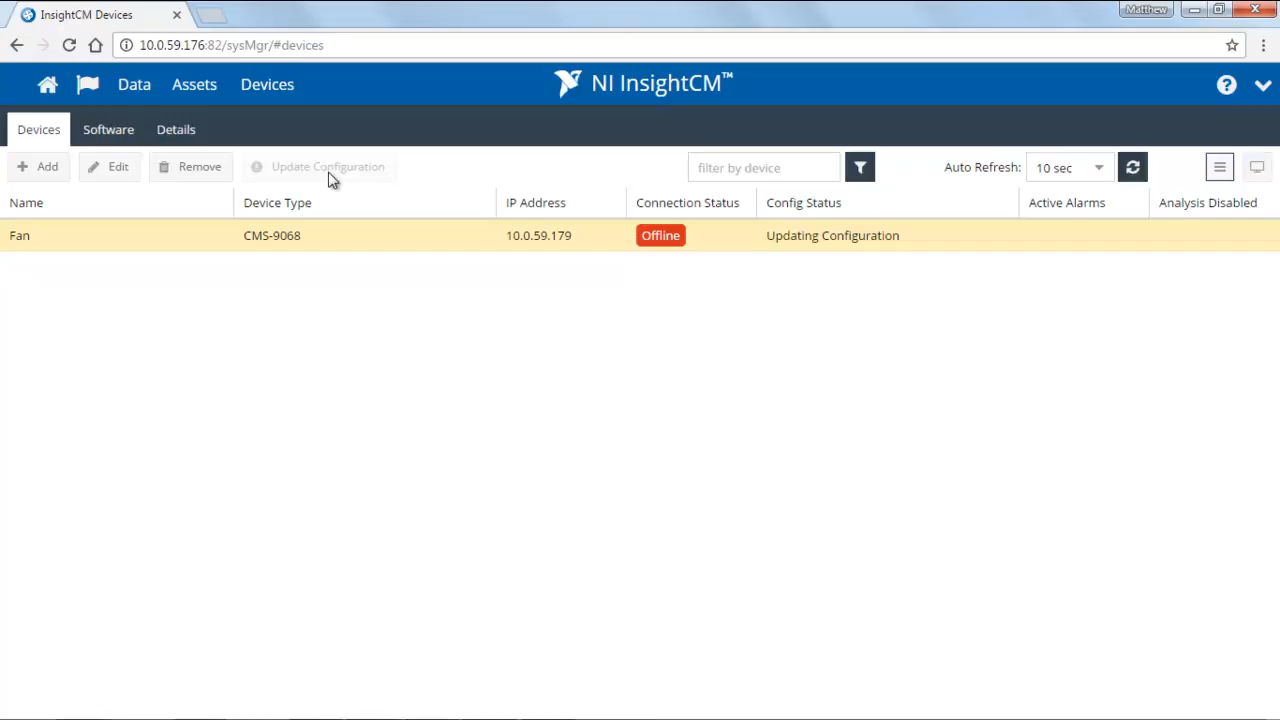 InsightCM Devices
Matthew
10.0.59.176:82/sysMgr/#devices
Data Assets Devices
NI InsightCM™
Devices Software Details
Add Edit Remove Update Configuration filter by device Auto Refresh: 10 sec
Name Device Type IP Address Connection Status Config Status Active Alarms Analysis Disabled
Fan CMS-9068 10.0.59.179 Offline Updating Configuration